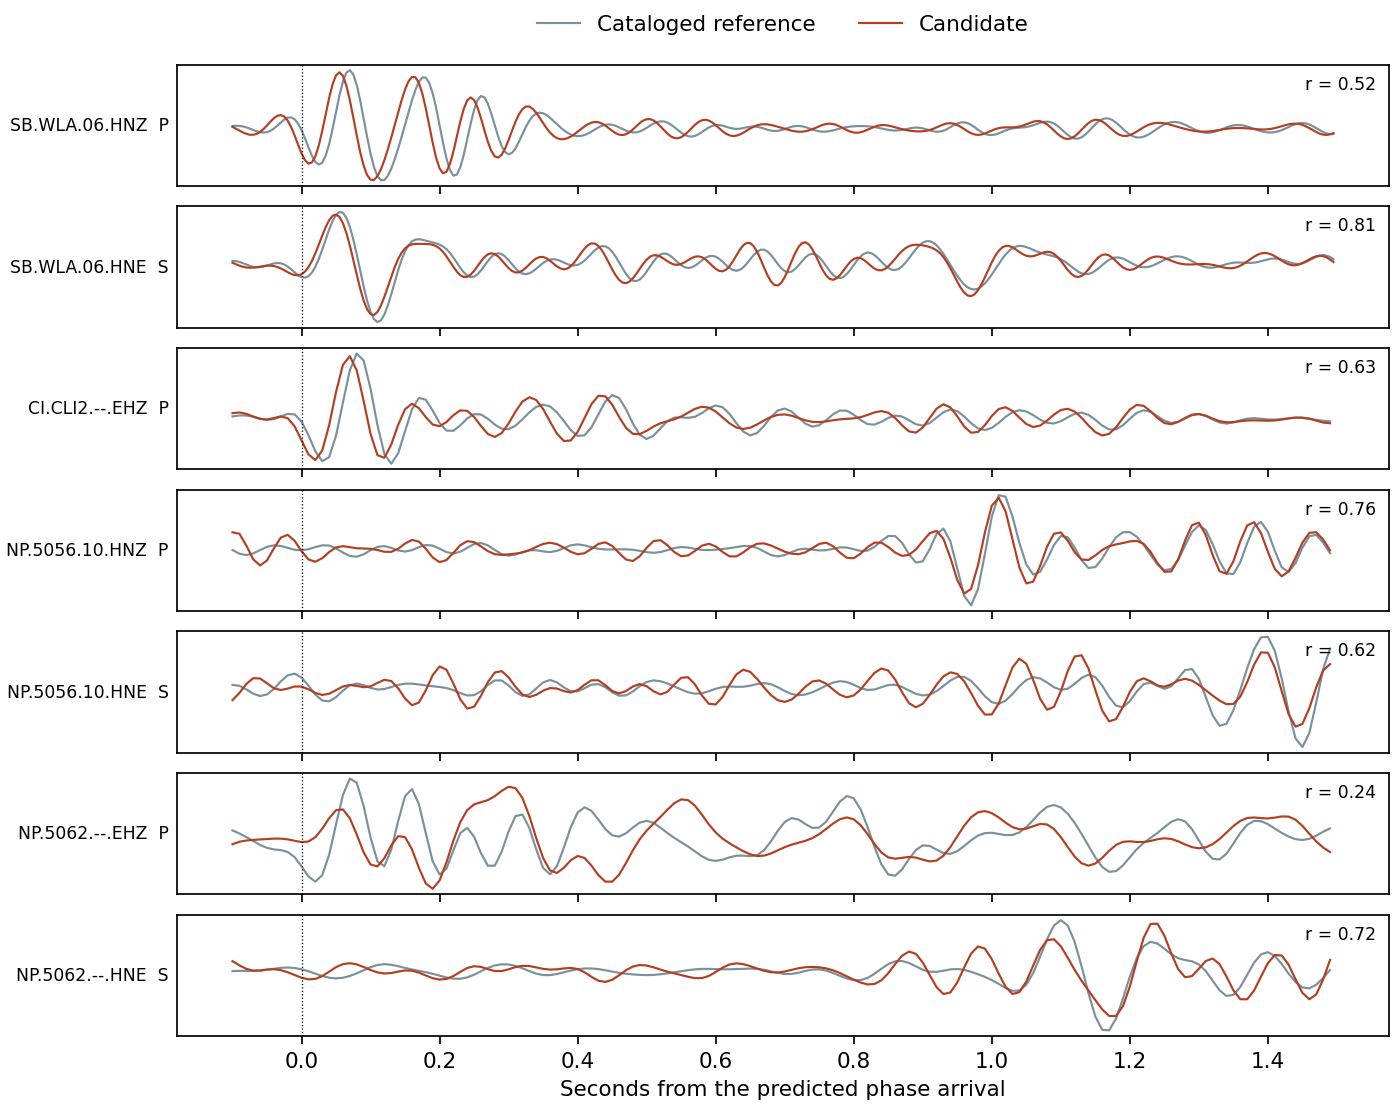 Cataloged reference Candidate
SB.WLA.06.HNZ P
r = 0.52
SB.WLA.06.HNE S
r = 0.81
CI.CLI2.--.EHZ P
r = 0.63
NP.5056.10.HNZ P
r = 0.76
NP.5056.10.HNE S
r = 0.62
NP.5062.--.EHZ P
r = 0.24
NP.5062.--.HNE S
r = 0.72
0.0 0.2 0.4 0.6 0.8 1.0 1.2 1.4
Seconds from the predicted phase arrival